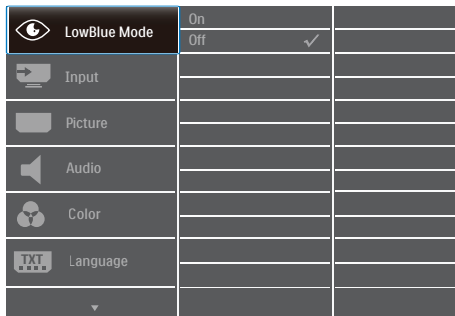 LowBlue Mode
On
Off
Input
Picture
Audio
Color
TXT
Language